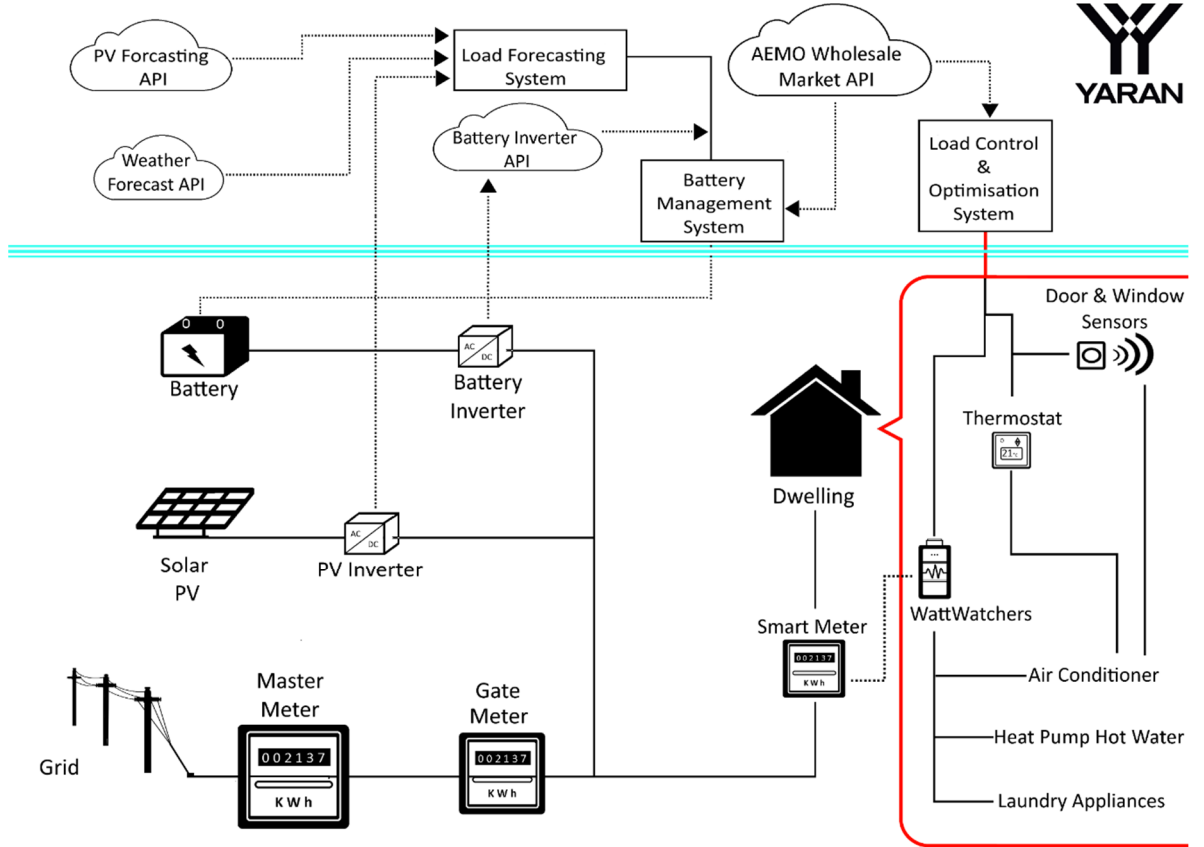 PV Forcasting
API
Load Forecasting
System
AEMO Wholesale
Market API
YARAN
Weather
Forecast API
Battery Inverter
API
Battery
Management
System
Load Control
&
Optimisation
System
Door & Window
Sensors
Battery
AC
DC
Battery
Inverter
Thermostat
21°C
Dwelling
Solar
PV
AC
DC
PV Inverter
WattWatchers
Smart Meter
002137
KWh
Air Conditioner
Heat Pump Hot Water
Laundry Appliances
Grid
Master
Meter
002137
KWh
Gate
Meter
002137
KWh